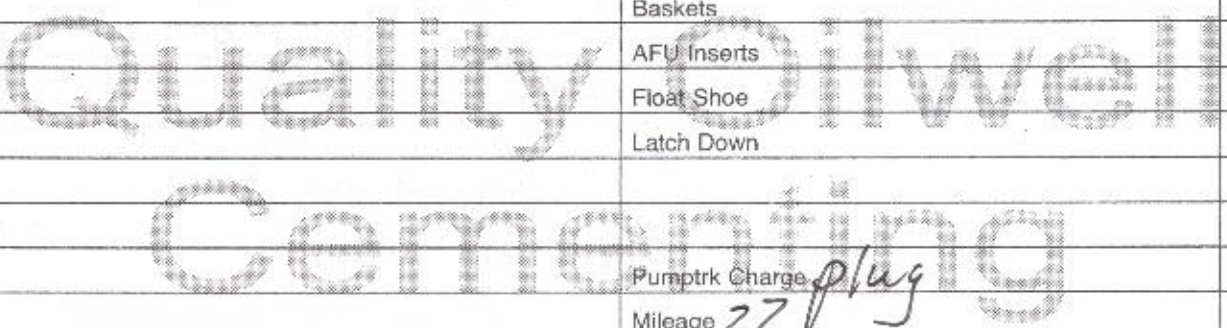 Baskets
Quality Oilwell
AFU Inserts
Float Shoe
Latch Down
Cementing
Pumptrk Charge plug
Mileage 27